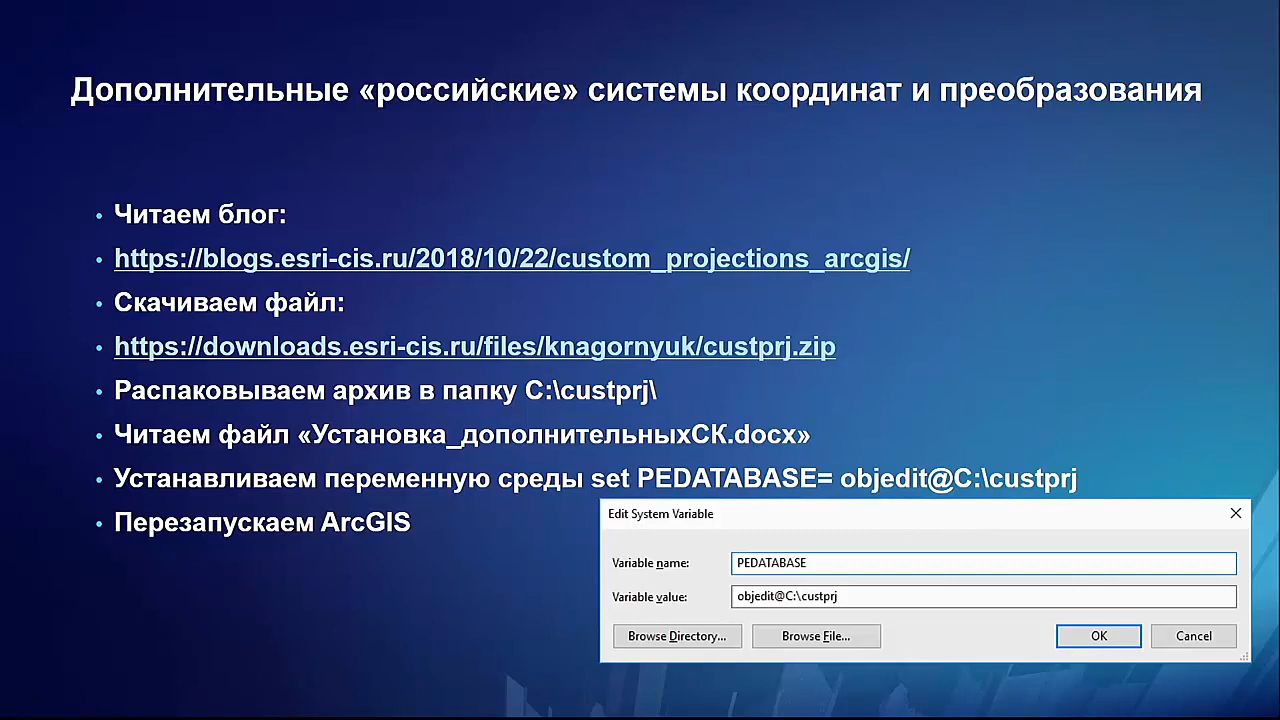 Дополнительные «российские» системы координат и преобразования
• Читаем блог:
• https://blogs.esri-cis.ru/2018/10/22/custom_projections_arcgis/
• Скачиваем файл:
• https://downloads.esri-cis.ru/files/knagornyuk/custprj.zip
• Распаковываем архив в папку C:\custprj\
• Читаем файл «Установка_дополнительныхСК.docx»
• Устанавливаем переменную среды set PEDATABASE= objedit@C:\custprj
• Перезапускаем ArcGIS
Edit System Variable
Variable name: PEDATABASE
Variable value: objedit@C:\custprj
Browse Directory... Browse File... OK Cancel